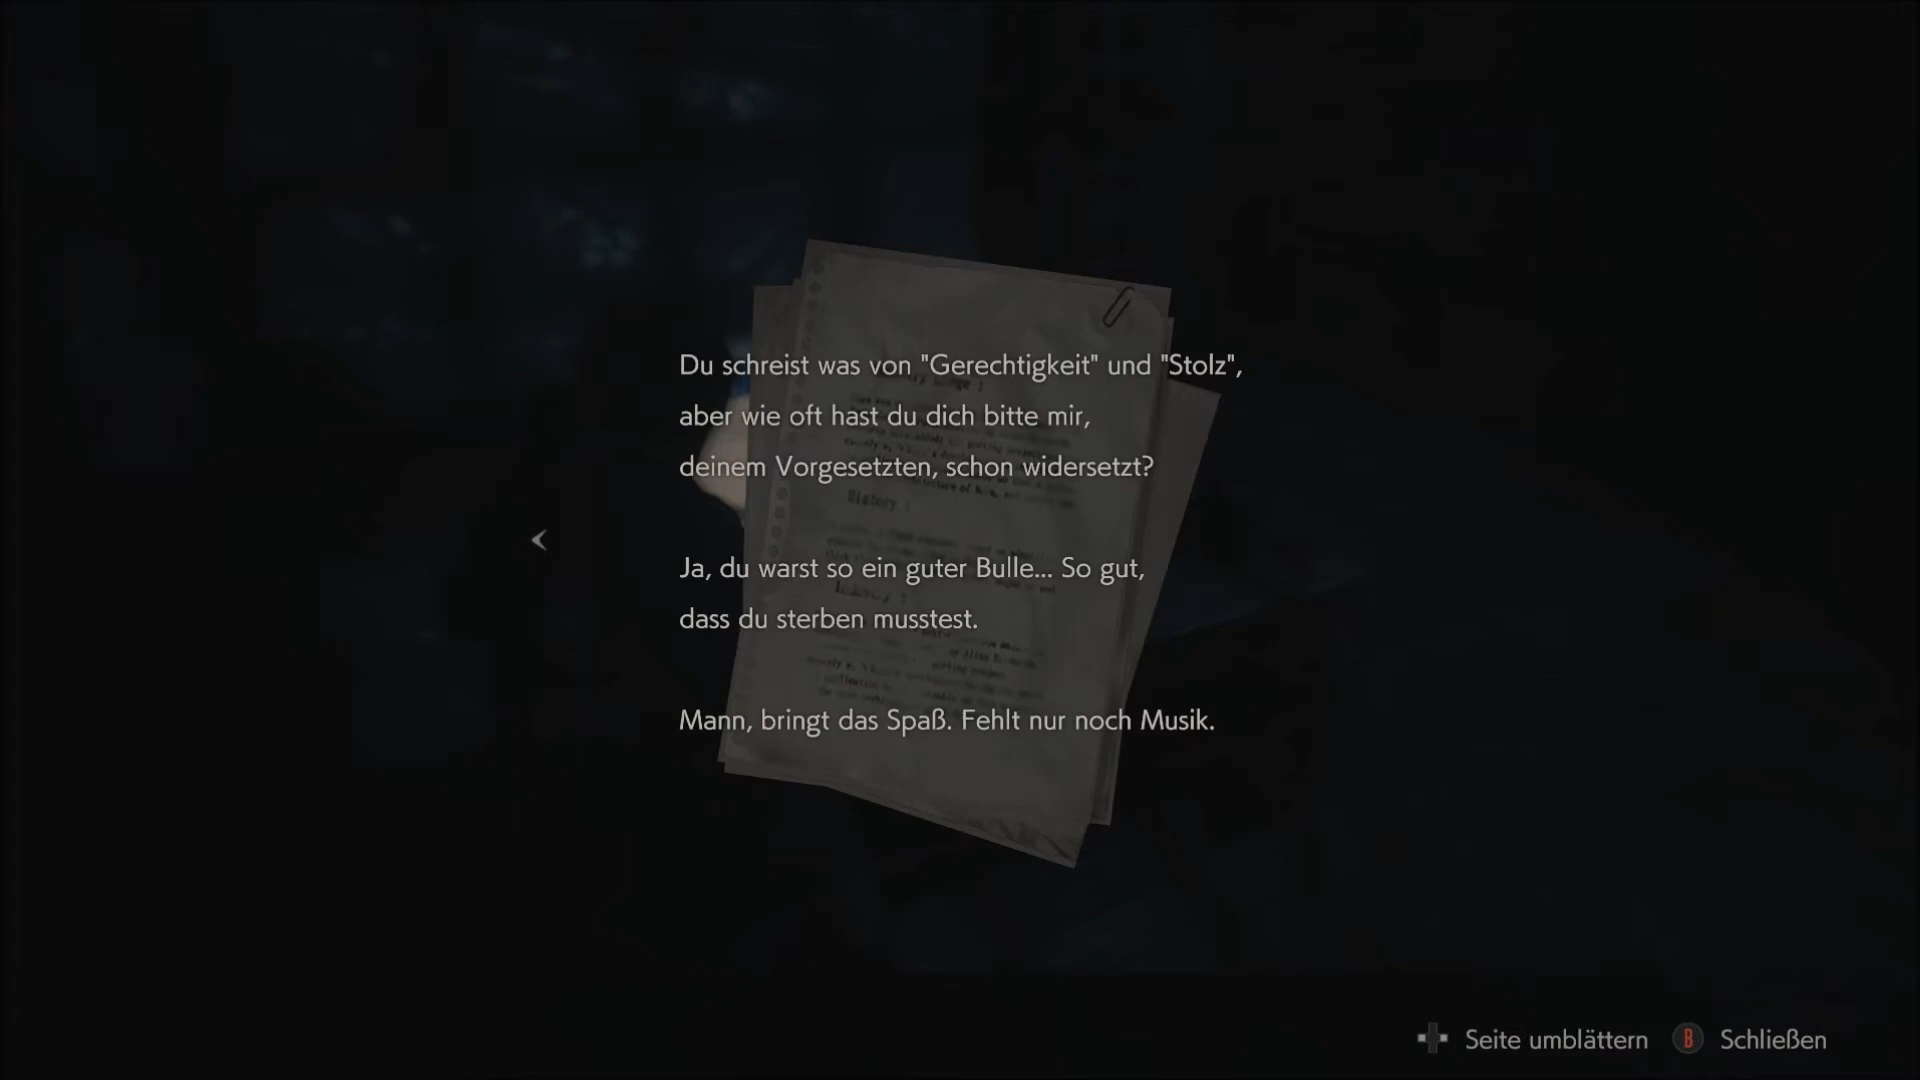 Du schreist was von "Gerechtigkeit" und "Stolz",
aber wie oft hast du dich bitte mir,
deinem Vorgesetzten, schon widersetzt?
Ja, du warst so ein guter Bulle... So gut,
dass du sterben musstest.
Mann, bringt das Spaß. Fehlt nur noch Musik.
History
Seite umblättern B Schließen